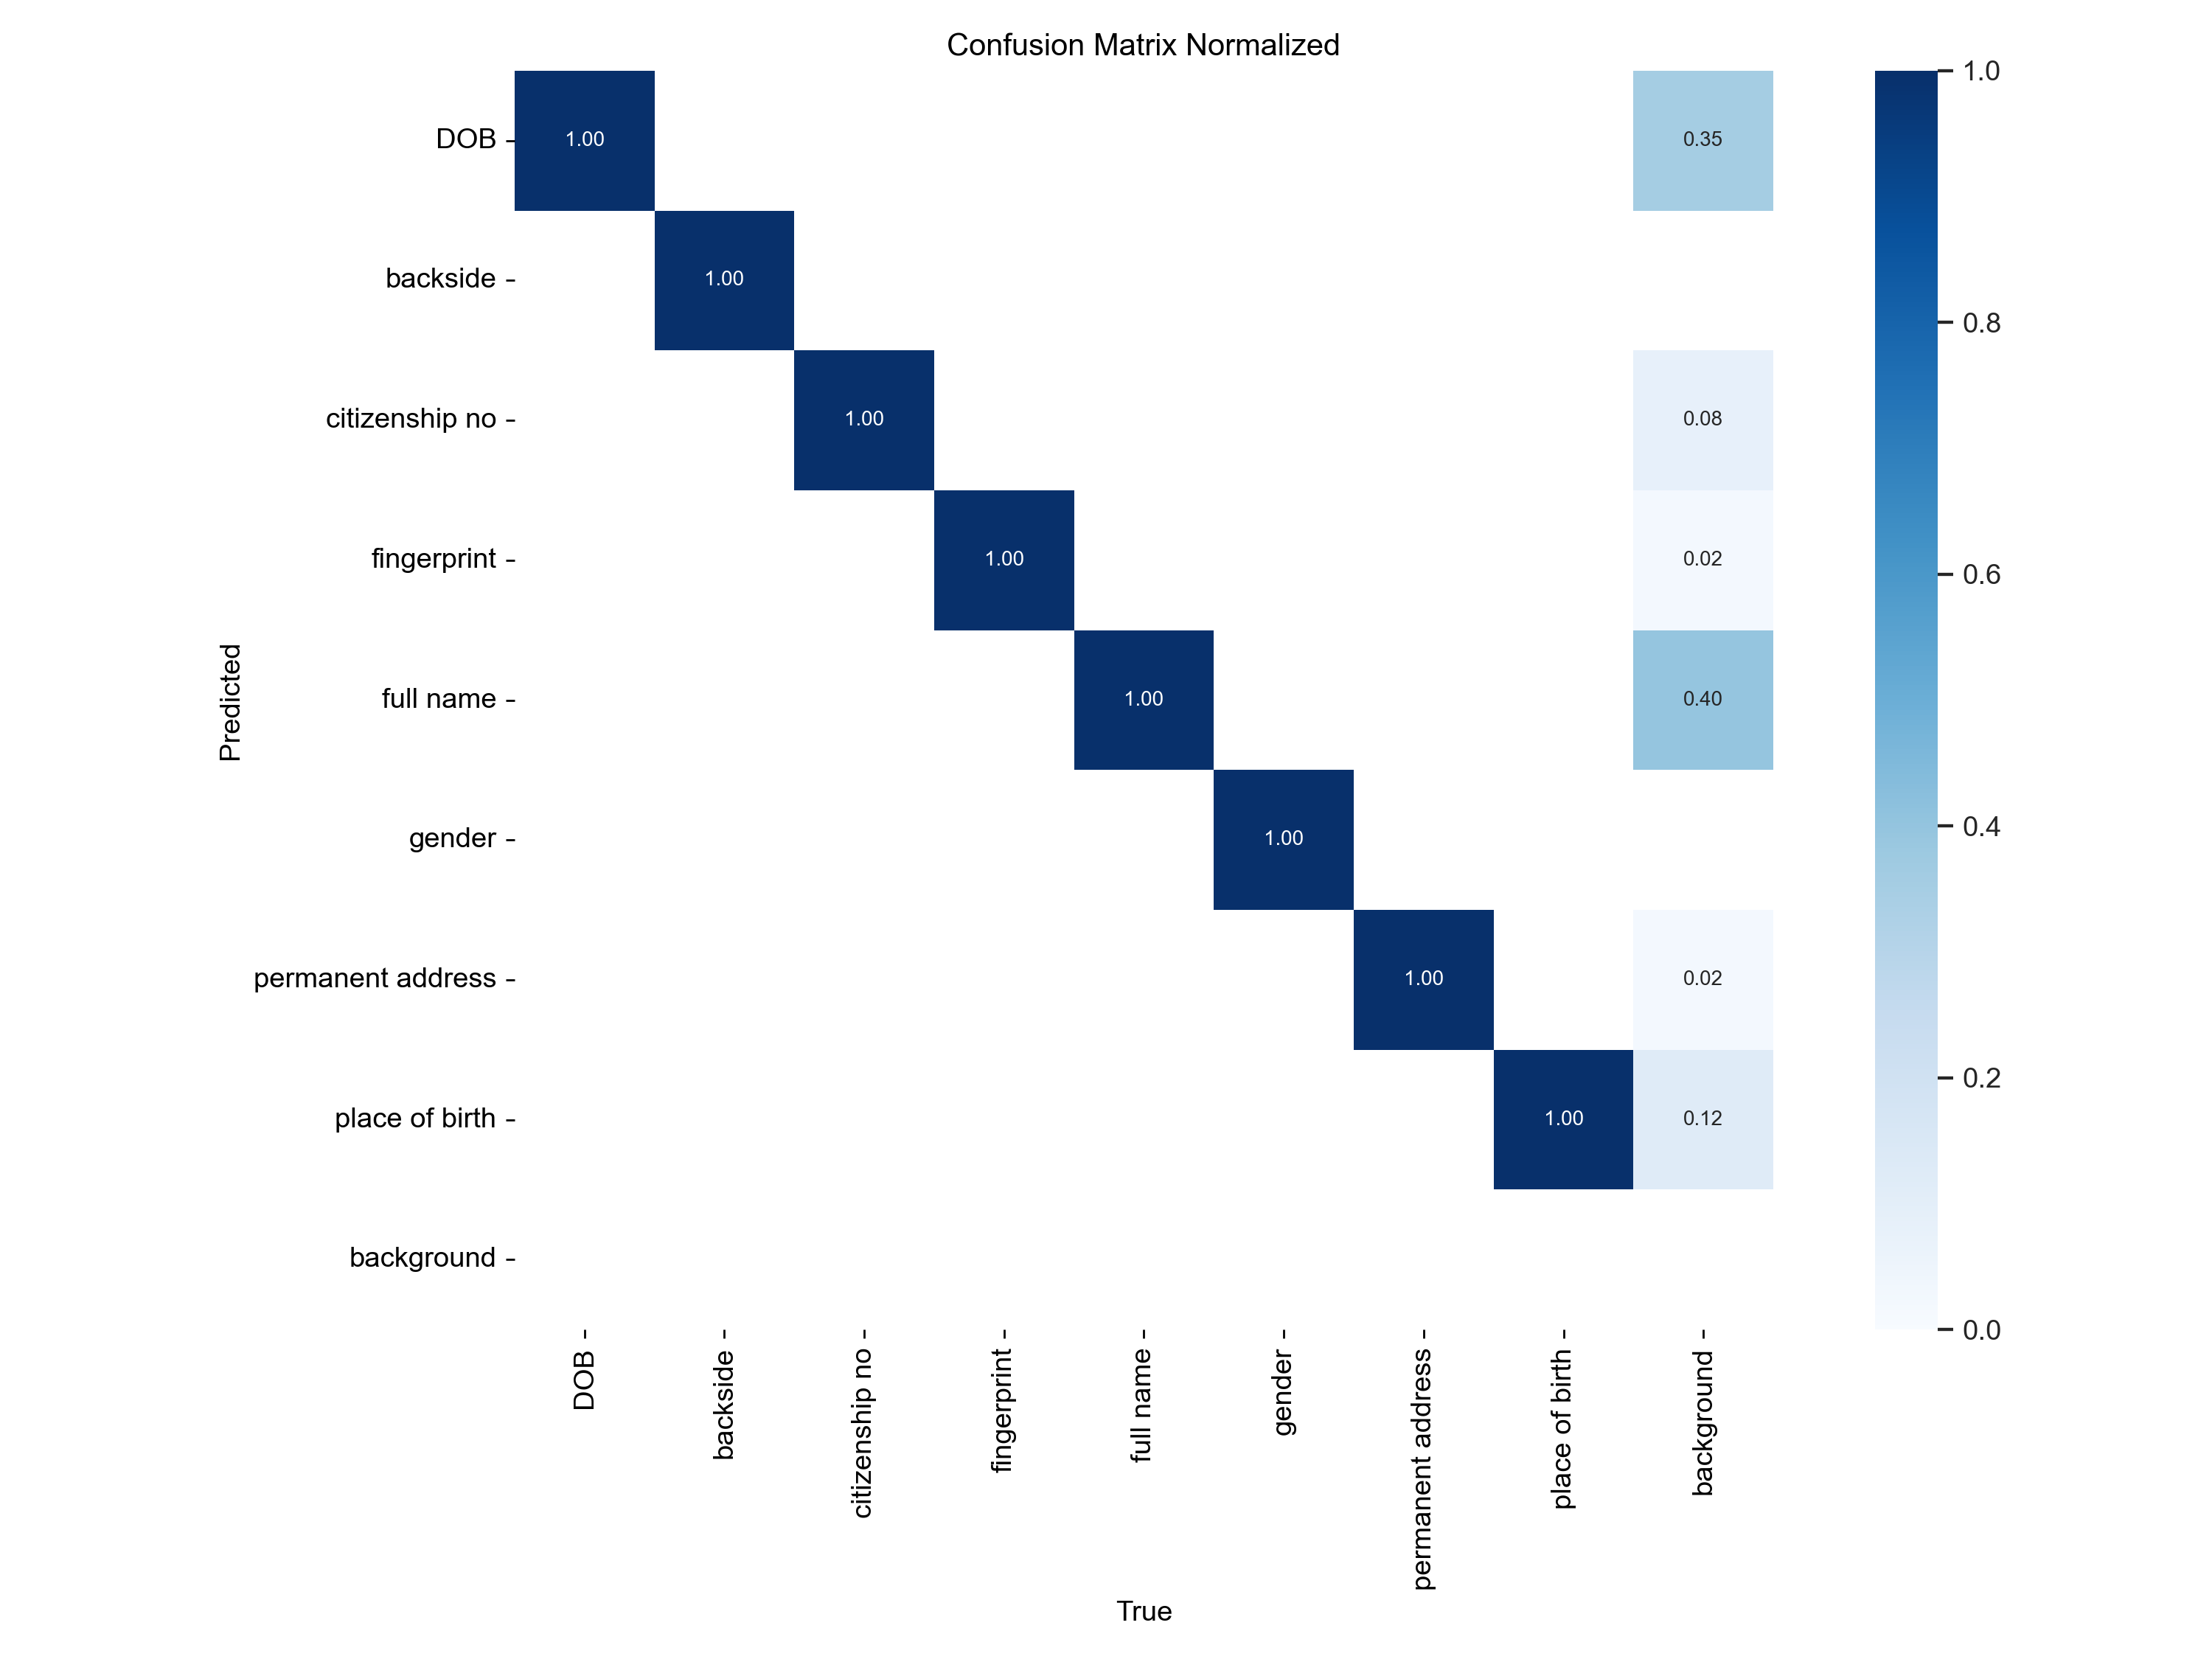 Confusion Matrix Normalized
DOB
1.00
0.35
backside
1.00
citizenship no
1.00
0.08
fingerprint
1.00
0.02
Predicted
full name
1.00
0.40
gender
1.00
permanent address
1.00
0.02
place of birth
1.00
0.12
background
DOB
backside
citizenship no
fingerprint
full name
gender
permanent address
place of birth
background
True
1.0
0.8
0.6
0.4
0.2
0.0